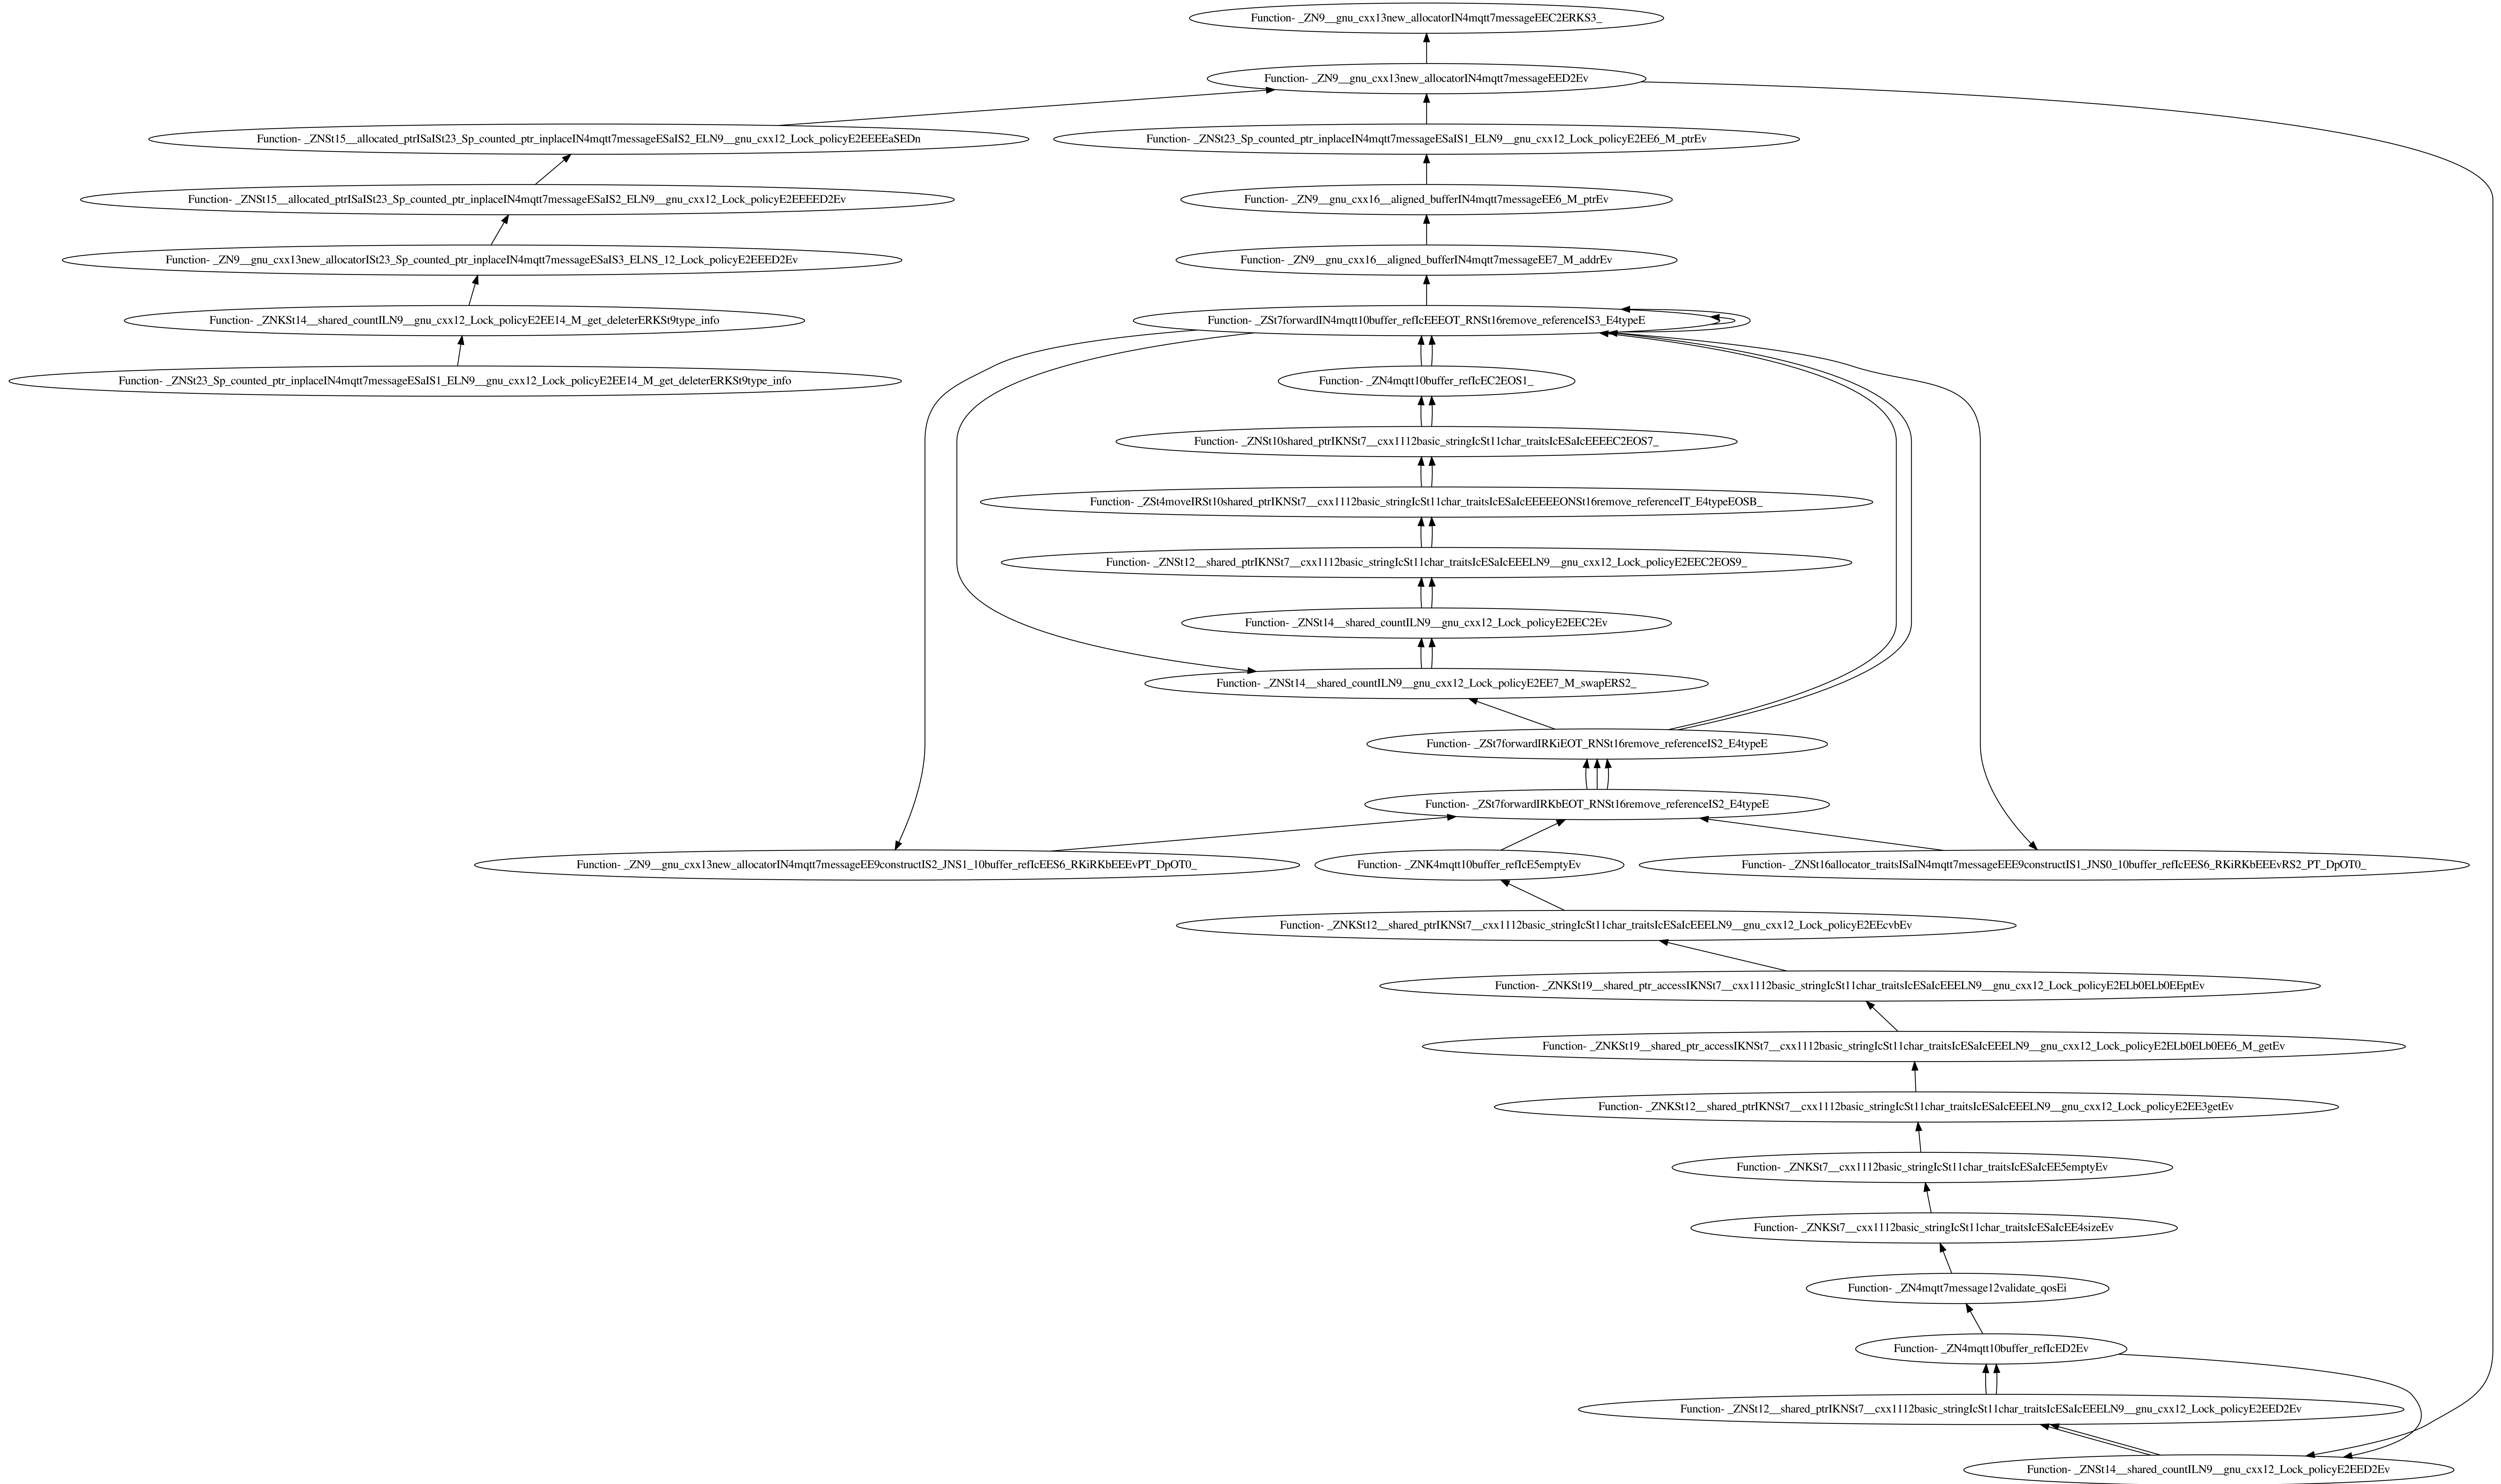 Function- _ZN9__gnu_cxx13new_allocatorIN4mqtt7messageEEC2ERKS3_
Function- _ZN9__gnu_cxx13new_allocatorIN4mqtt7messageEED2Ev
Function- _ZNSt15__allocated_ptrISaISt23_Sp_counted_ptr_inplaceIN4mqtt7messageESaIS2_ELN9__gnu_cxx12_Lock_policyE2EEEEaSEDn
Function- _ZNSt23_Sp_counted_ptr_inplaceIN4mqtt7messageESaIS1_ELN9__gnu_cxx12_Lock_policyE2EE6_M_ptrEv
Function- _ZNSt15__allocated_ptrISaISt23_Sp_counted_ptr_inplaceIN4mqtt7messageESaIS2_ELN9__gnu_cxx12_Lock_policyE2EEEED2Ev
Function- _ZN9__gnu_cxx16__aligned_bufferIN4mqtt7messageEE6_M_ptrEv
Function- _ZN9__gnu_cxx13new_allocatorISt23_Sp_counted_ptr_inplaceIN4mqtt7messageESaIS3_ELNS_12_Lock_policyE2EEED2Ev
Function- _ZN9__gnu_cxx16__aligned_bufferIN4mqtt7messageEE7_M_addrEv
Function- _ZNKSt14__shared_countILN9__gnu_cxx12_Lock_policyE2EE14_M_get_deleterERKSt9type_info
Function- _ZSt7forwardIN4mqtt10buffer_refIcEEEOT_RNSt16remove_referenceIS3_E4typeE
Function- _ZNSt23_Sp_counted_ptr_inplaceIN4mqtt7messageESaIS1_ELN9__gnu_cxx12_Lock_policyE2EE14_M_get_deleterERKSt9type_info
Function- _ZN4mqtt10buffer_refIcEC2EOS1_
Function- _ZNSt10shared_ptrIKNSt7__cxx1112basic_stringIcSt11char_traitsIcESaIcEEEEC2EOS7_
Function- _ZSt4moveIRSt10shared_ptrIKNSt7__cxx1112basic_stringIcSt11char_traitsIcESaIcEEEEEONSt16remove_referenceIT_E4typeEOSB_
Function- _ZNSt12__shared_ptrIKNSt7__cxx1112basic_stringIcSt11char_traitsIcESaIcEEELN9__gnu_cxx12_Lock_policyE2EEC2EOS9_
Function- _ZNSt14__shared_countILN9__gnu_cxx12_Lock_policyE2EEC2Ev
Function- _ZNSt14__shared_countILN9__gnu_cxx12_Lock_policyE2EE7_M_swapERS2_
Function- _ZSt7forwardIRKiEOT_RNSt16remove_referenceIS2_E4typeE
Function- _ZSt7forwardIRKbEOT_RNSt16remove_referenceIS2_E4typeE
Function- _ZN9__gnu_cxx13new_allocatorIN4mqtt7messageEE9constructIS2_JNS1_10buffer_refIcEES6_RKiRKbEEEvPT_DpOT0_
Function- _ZNK4mqtt10buffer_refIcE5emptyEv
Function- _ZNSt16allocator_traitsISaIN4mqtt7messageEEE9constructIS1_JNS0_10buffer_refIcEES6_RKiRKbEEEvRS2_PT_DpOT0_
Function- _ZNKSt12__shared_ptrIKNSt7__cxx1112basic_stringIcSt11char_traitsIcESaIcEEELN9__gnu_cxx12_Lock_policyE2EEcvbEv
Function- _ZNKSt19__shared_ptr_accessIKNSt7__cxx1112basic_stringIcSt11char_traitsIcESaIcEEELN9__gnu_cxx12_Lock_policyE2ELb0ELb0EEptEv
Function- _ZNKSt19__shared_ptr_accessIKNSt7__cxx1112basic_stringIcSt11char_traitsIcESaIcEEELN9__gnu_cxx12_Lock_policyE2ELb0ELb0EE6_M_getEv
Function- _ZNKSt12__shared_ptrIKNSt7__cxx1112basic_stringIcSt11char_traitsIcESaIcEEELN9__gnu_cxx12_Lock_policyE2EE3getEv
Function- _ZNKSt7__cxx1112basic_stringIcSt11char_traitsIcESaIcEE5emptyEv
Function- _ZNKSt7__cxx1112basic_stringIcSt11char_traitsIcESaIcEE4sizeEv
Function- _ZN4mqtt7message12validate_qosEi
Function- _ZN4mqtt10buffer_refIcED2Ev
Function- _ZNSt12__shared_ptrIKNSt7__cxx1112basic_stringIcSt11char_traitsIcESaIcEEELN9__gnu_cxx12_Lock_policyE2EED2Ev
Function- _ZNSt14__shared_countILN9__gnu_cxx12_Lock_policyE2EED2Ev